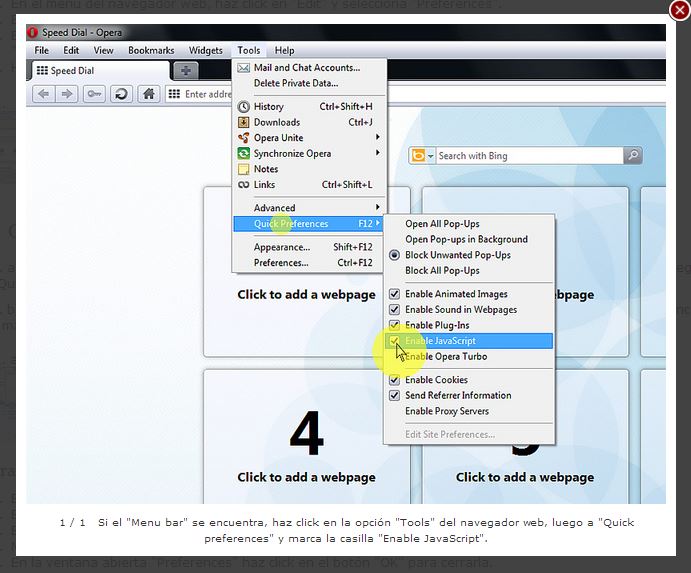 . En el menú del navegador web, haz click en "Edit" y selecciona "Preferences".
Speed Dial - Opera
File Edit View Bookmarks Widgets Tools Help
Speed Dial
Enter addre
Mail and Chat Accounts...
Delete Private Data...
History Ctrl+Shift+H
Downloads Ctrl+J
Opera Unite
Synchronize Opera
Notes
Links Ctrl+Shift+L
Advanced
Quick Preferences F12
Appearance... Shift+F12
Preferences... Ctrl+F12
Search with Bing
Open All Pop-Ups
Open Pop-ups in Background
Block Unwanted Pop-Ups
Block All Pop-Ups
Enable Animated Images
Enable Sound in Webpages
Enable Plug-Ins
Enable JavaScript
Enable Opera Turbo
Enable Cookies
Send Referrer Information
Enable Proxy Servers
Edit Site Preferences...
Click to add a webpage
4
Click to add a webpage
Click to add a webpage
1 / 1 Si el "Menu bar" se encuentra, haz click en la opción "Tools" del navegador web, luego a "Quick
preferences" y marca la casilla "Enable JavaScript".
. En la ventana abierta "Preferences" haz click en el botón "OK" para cerrarla.